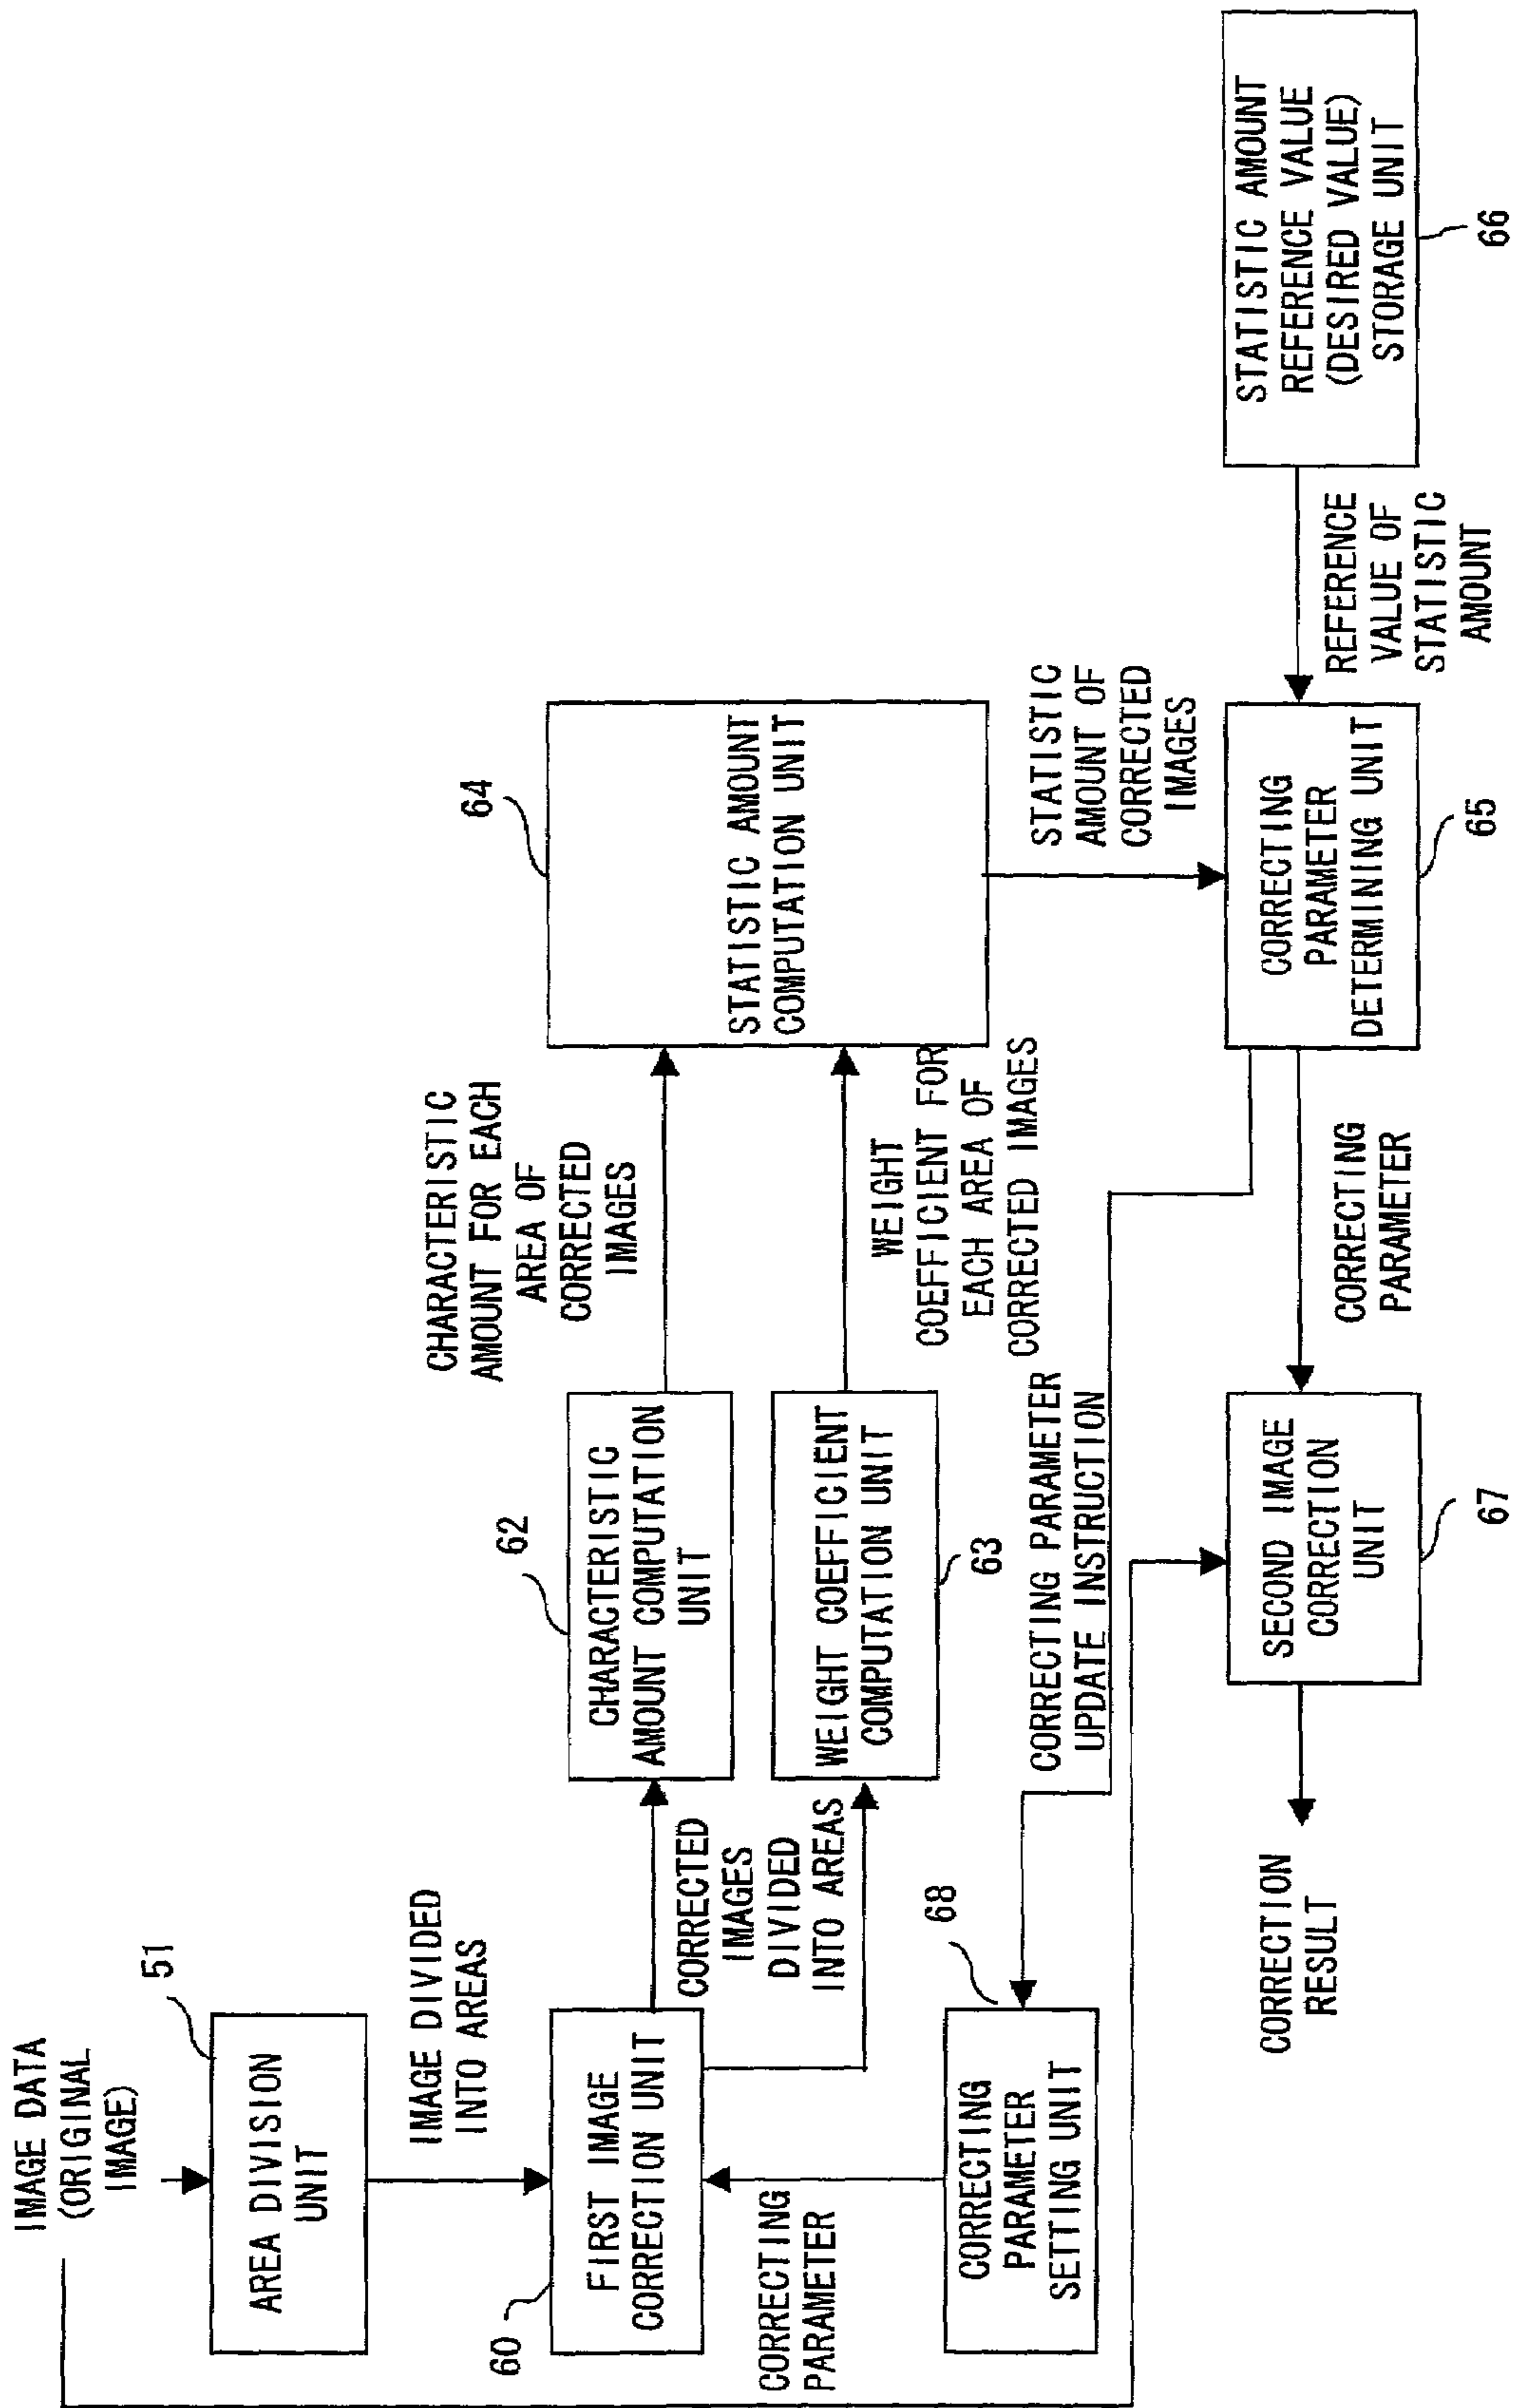 IMAGE DATA
(ORIGINAL
IMAGE)
51
AREA DIVISION
UNIT
IMAGE DIVIDED
INTO AREAS
60
FIRST IMAGE
CORRECTION UNIT
CORRECTED
IMAGES
DIVIDED
INTO AREAS
CORRECTING
PARAMETER
68
CORRECTING
PARAMETER
SETTING UNIT
62
CHARACTERISTIC
AMOUNT COMPUTATION
UNIT
WEIGHT COEFFICIENT
COMPUTATION UNIT
63
CHARACTERISTIC
AMOUNT FOR EACH
AREA OF
CORRECTED
IMAGES
WEIGHT
COEFFICIENT FOR
EACH AREA OF
CORRECTED IMAGES
64
STATISTIC AMOUNT
COMPUTATION UNIT
STATISTIC
AMOUNT OF
CORRECTED
IMAGES
CORRECTING PARAMETER
UPDATE INSTRUCTION
CORRECTING
PARAMETER
DETERMINING UNIT
65
REFERENCE
VALUE OF
STATISTIC
AMOUNT
STATISTIC AMOUNT
REFERENCE VALUE
(DESIRED VALUE)
STORAGE UNIT
66
CORRECTING
PARAMETER
SECOND IMAGE
CORRECTION
UNIT
67
CORRECTION
RESULT